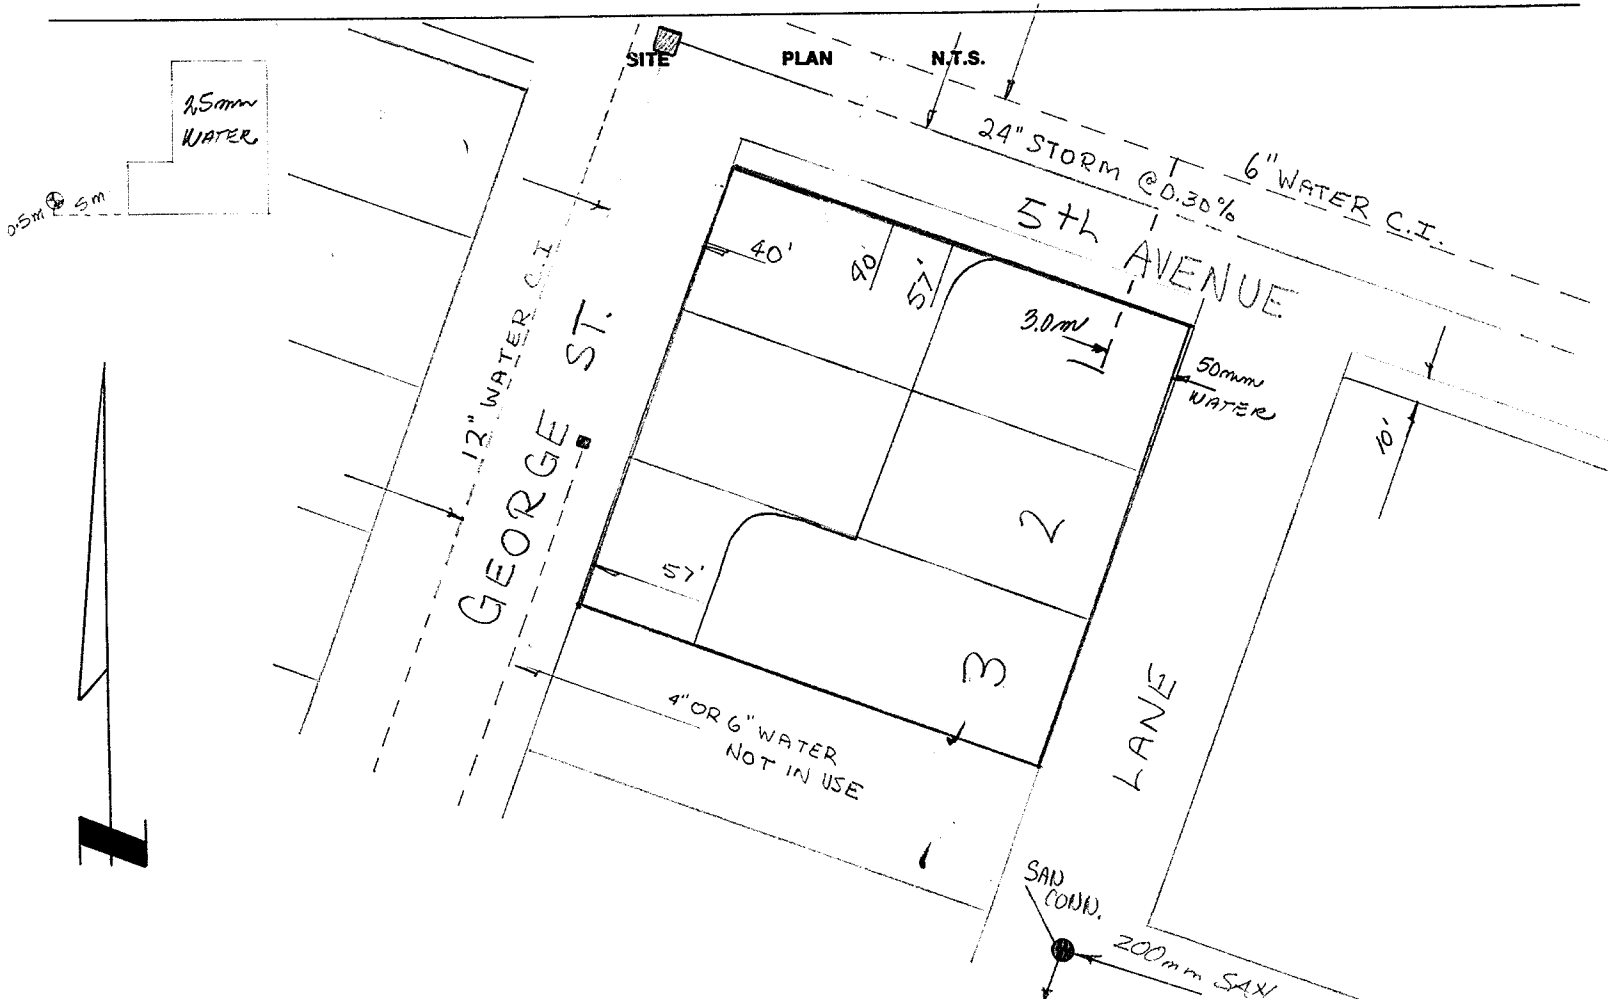 SITE PLAN N.T.S.
25mm
WATER
0.5m 5m
24" STORM @ 0.30%
6" WATER C.I.
5th AVENUE
40'
40'
57'
3.0m
50mm
WATER
12" WATER C.I.
GEORGE ST.
10'
2
57'
3
4" OR 6" WATER
NOT IN USE
LANE
SAN
CONN.
200mm SAN